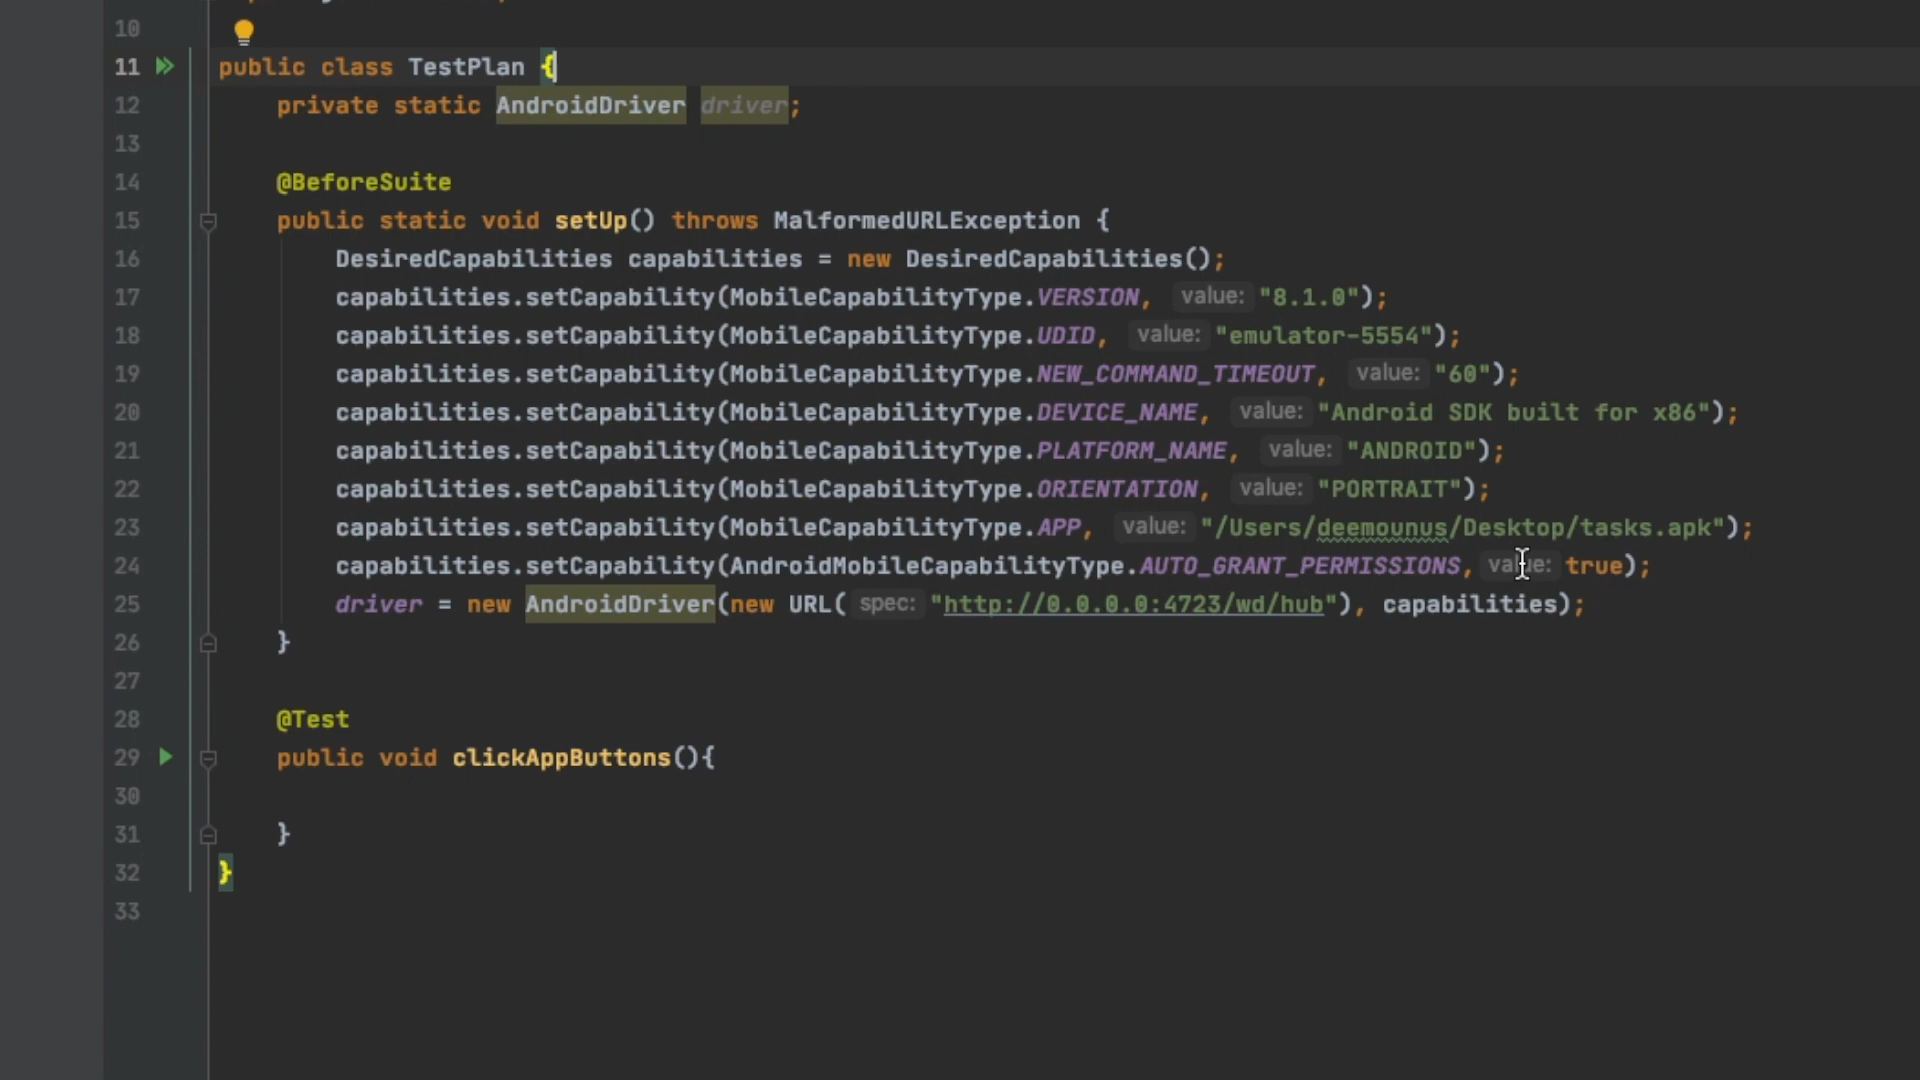 10
11 public class TestPlan {
12 private static AndroidDriver driver;
13
14 @BeforeSuite
15 public static void setUp() throws MalformedURLException {
16 DesiredCapabilities capabilities = new DesiredCapabilities();
17 capabilities.setCapability(MobileCapabilityType.VERSION, value: "8.1.0");
18 capabilities.setCapability(MobileCapabilityType.UDID, value: "emulator-5554");
19 capabilities.setCapability(MobileCapabilityType.NEW_COMMAND_TIMEOUT, value: "60");
20 capabilities.setCapability(MobileCapabilityType.DEVICE_NAME, value: "Android SDK built for x86");
21 capabilities.setCapability(MobileCapabilityType.PLATFORM_NAME, value: "ANDROID");
22 capabilities.setCapability(MobileCapabilityType.ORIENTATION, value: "PORTRAIT");
23 capabilities.setCapability(MobileCapabilityType.APP, value: "/Users/deemounus/Desktop/tasks.apk");
24 capabilities.setCapability(AndroidMobileCapabilityType.AUTO_GRANT_PERMISSIONS, value: true);
25 driver = new AndroidDriver(new URL( spec: "http://0.0.0.0:4723/wd/hub"), capabilities);
26 }
27
28 @Test
29 public void clickAppButtons(){
30
31 }
32 }
33